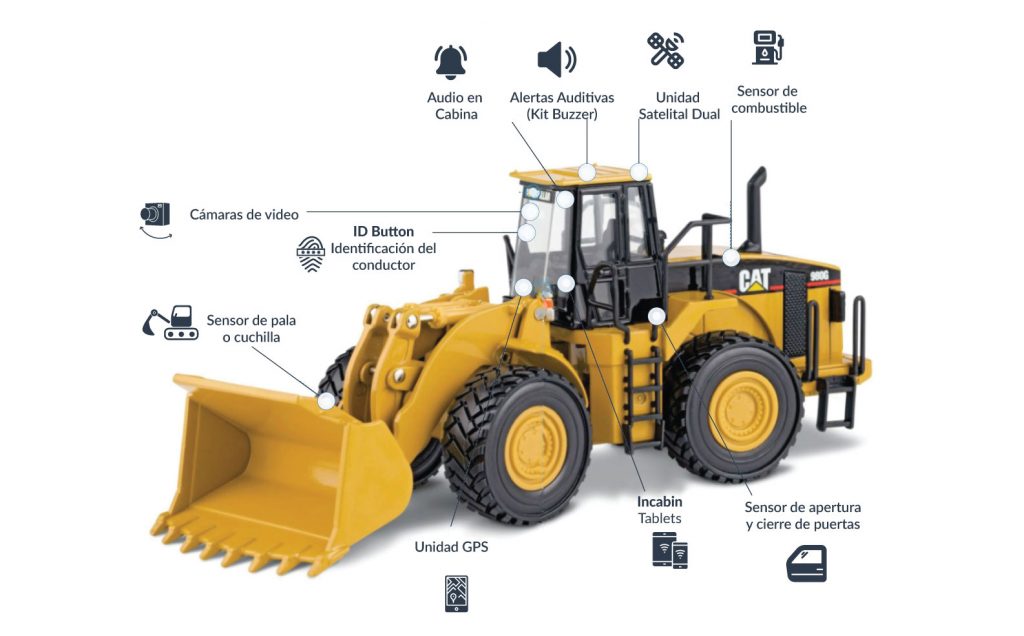 Audio en
Cabina
Alertas Auditivas
(Kit Buzzer)
Unidad
Satelital Dual
Sensor de
combustible
Cámaras de video
ID Button
Identificación del
conductor
Sensor de pala
o cuchilla
CAT
980G
Incabin
Tablets
Sensor de apertura
y cierre de puertas
Unidad GPS